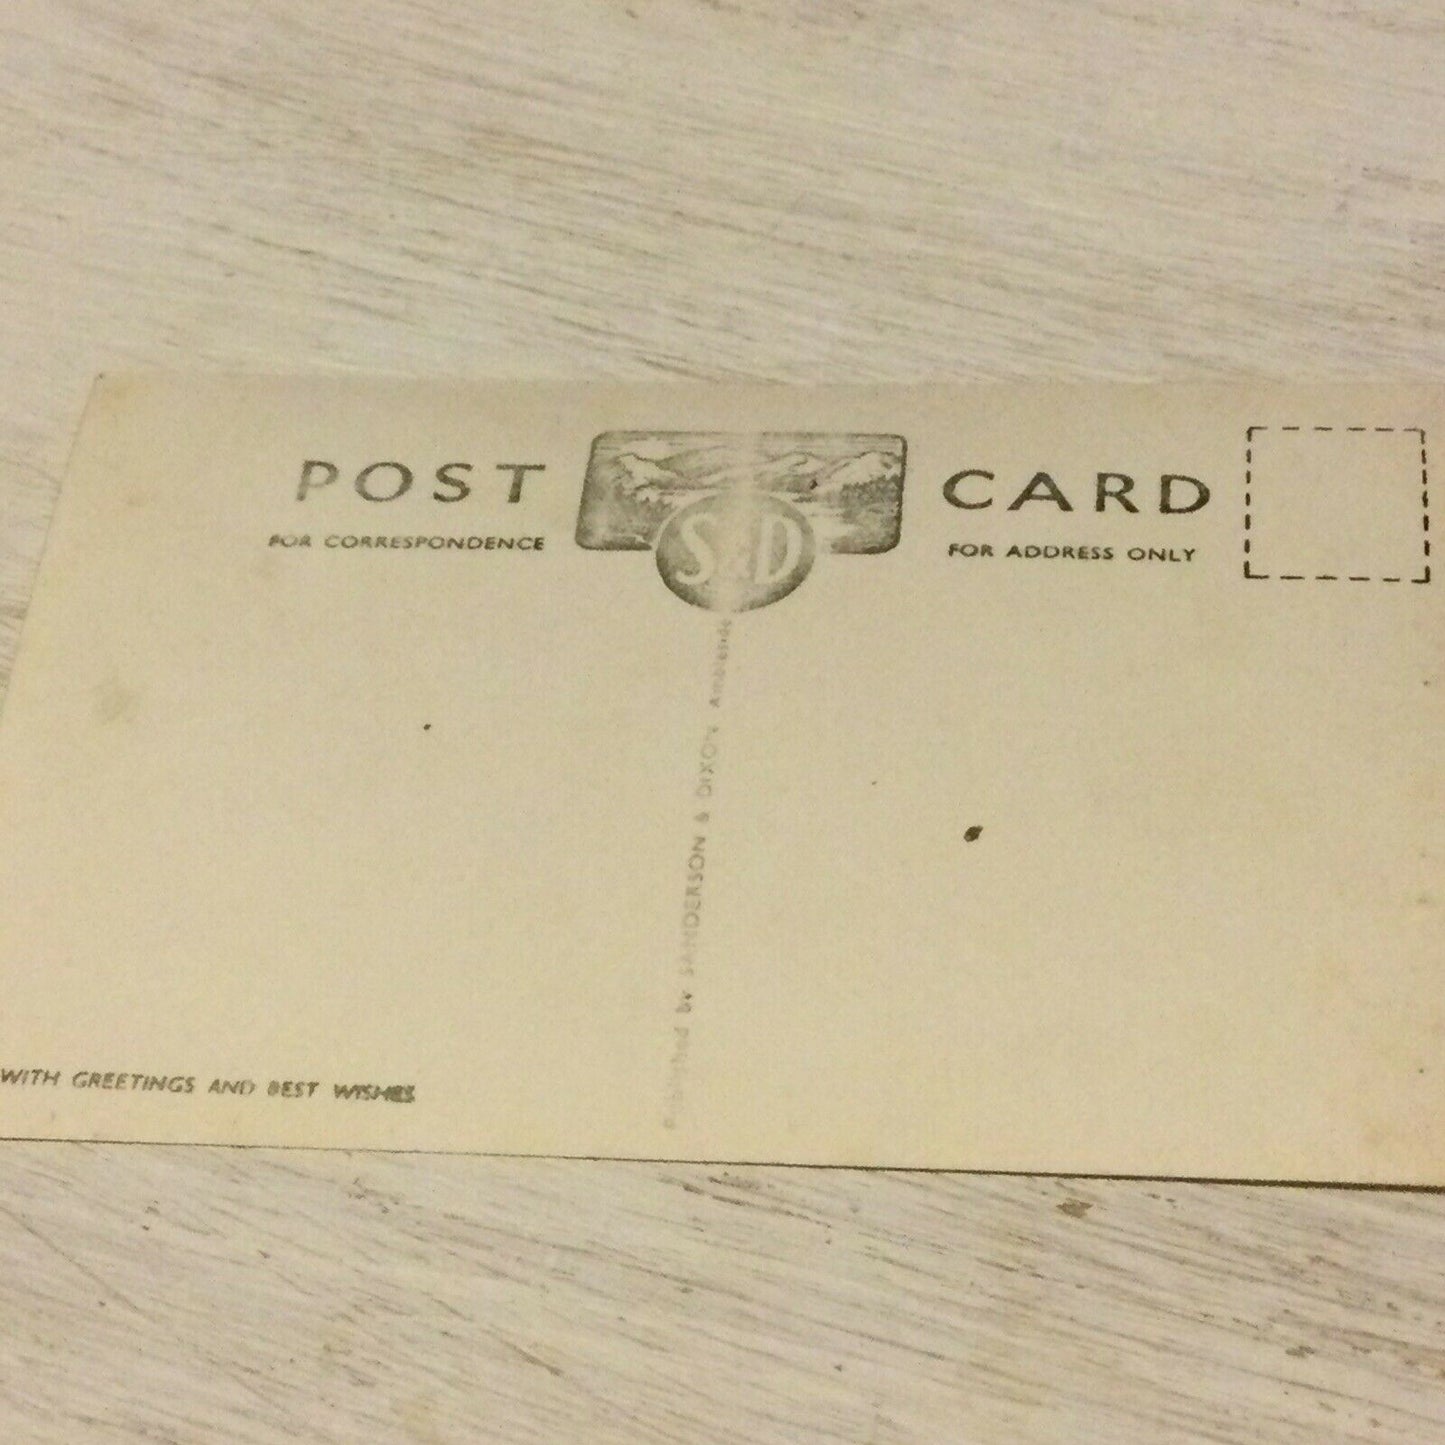 POST CARD
FOR CORRESPONDENCE
FOR ADDRESS ONLY
S D
Published by SANDERSON & DIXON Ambleside
WITH GREETINGS AND BEST WISHES